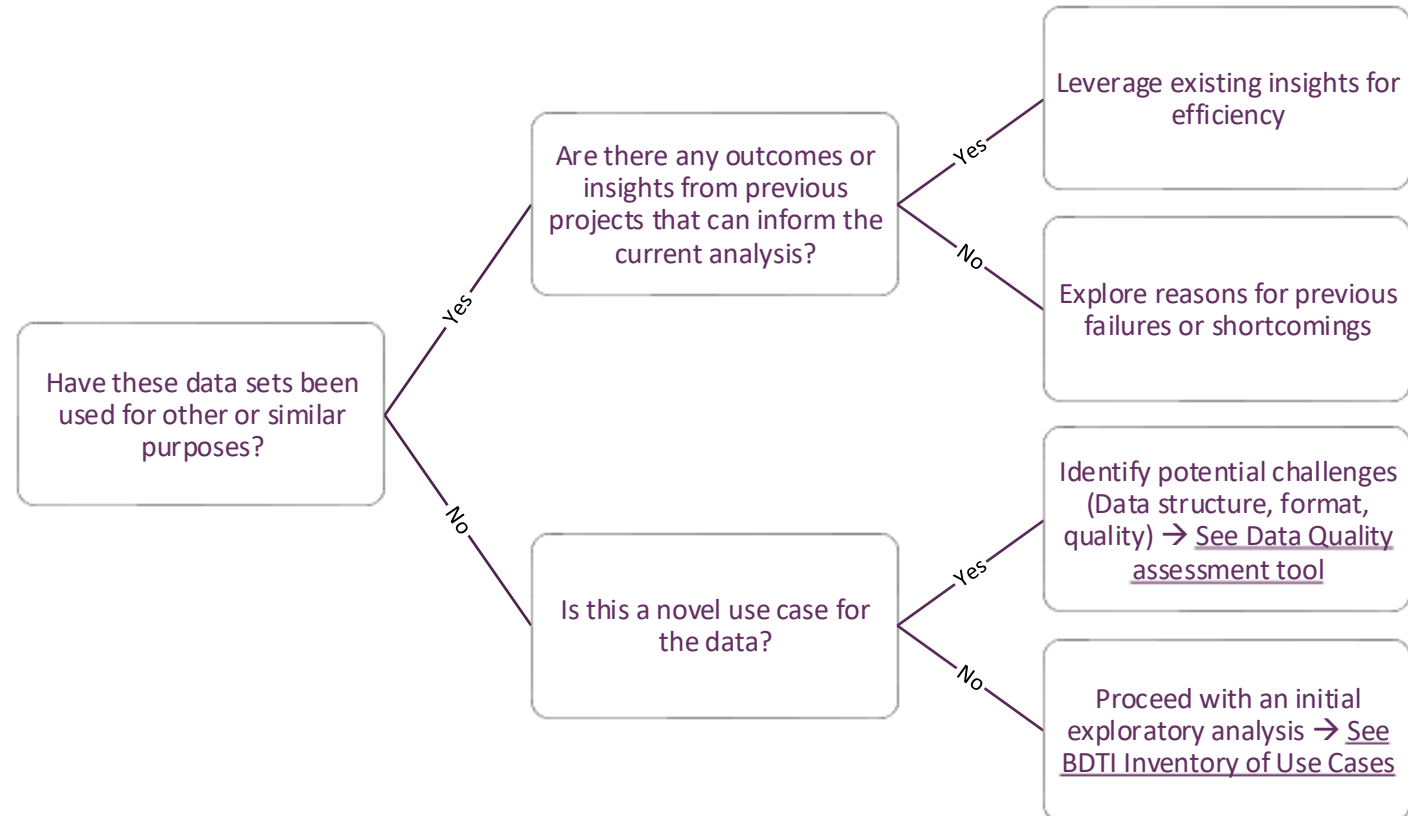 Have these data sets been
used for other or similar
purposes?
Yes
No
Are there any outcomes or
insights from previous
projects that can inform the
current analysis?
Yes
No
Leverage existing insights for
efficiency
Explore reasons for previous
failures or shortcomings
Is this a novel use case for
the data?
Yes
No
Identify potential challenges
(Data structure, format,
quality) → See Data Quality
assessment tool
Proceed with an initial
exploratory analysis → See
BDTI Inventory of Use Cases